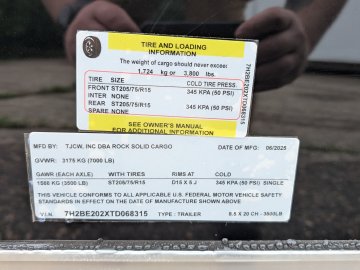 TIRE AND LOADING
INFORMATION
The weight of cargo should never exceed:
1,724 kg or 3,800 lbs
TIRE SIZE COLD TIRE PRESS.
FRONT ST205/75/R15 345 KPA (50 PSI)
INTER NONE
REAR ST205/75/R15 345 KPA (50 PSI)
SPARE NONE
SEE OWNER'S MANUAL
FOR ADDITIONAL INFORMATION
7H2BE202XTD068315
MFD BY: TJCW, INC DBA ROCK SOLID CARGO DATE OF MFG: 06/2025
GVWR: 3175 KG (7000 LB)
GAWR (EACH AXLE) WITH TIRES RIMS AT COLD
1588 KG (3500 LB) ST205/75/R15 D15 X 5 J 345 KPA (50 PSI) SINGLE
THIS VEHICLE CONFORMS TO ALL APPLICABLE U.S. FEDERAL MOTOR VEHICLE SAFETY
STANDARDS IN EFFECT ON THE DATE OF MANUFACTURE SHOWN ABOVE
V.I.N. 7H2BE202XTD068315 TYPE : TRAILER 8.5 X 20 CH - 3500LB